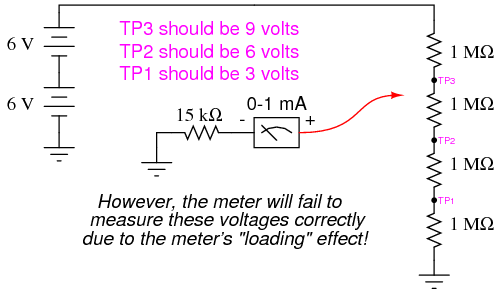 TP3 should be 9 volts
6 V
TP2 should be 6 volts
1 MΩ
TP1 should be 3 volts
TP3
6 V
0-1 mA
1 MΩ
15 kΩ
- +
TP2
1 MΩ
However, the meter will fail to
measure these voltages correctly
due to the meter's "loading" effect!
TP1
1 MΩ